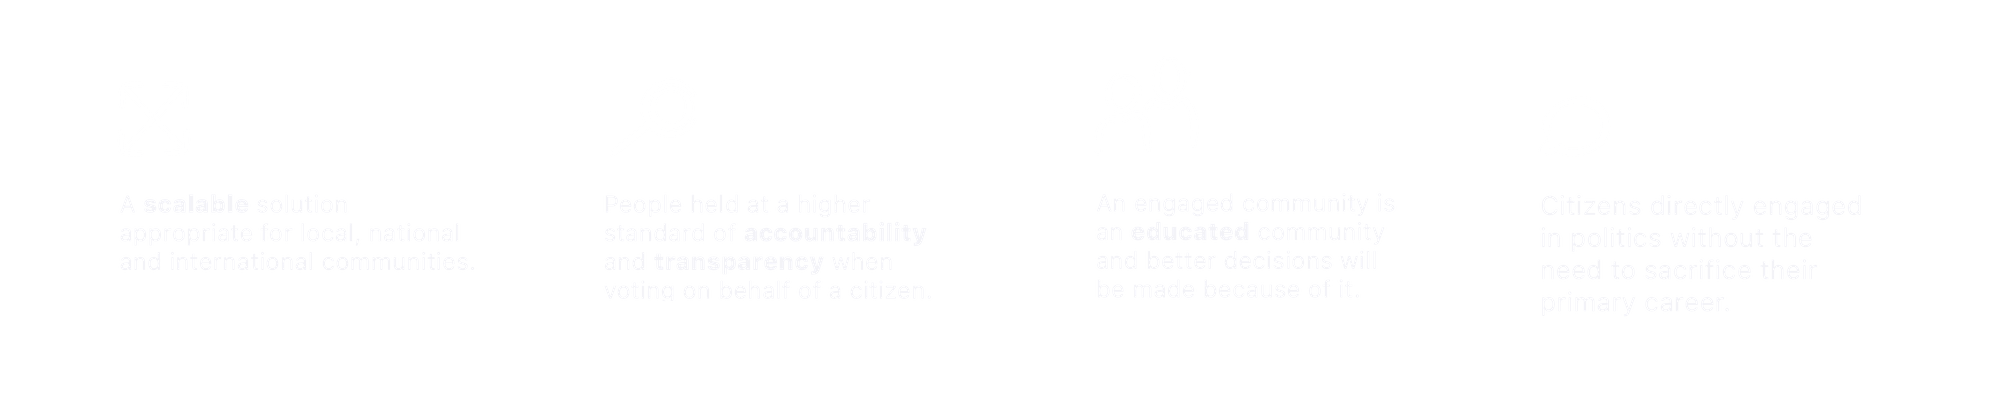 A scalable solution
appropriate for local, national
and international communities.
People held at a higher
standard of accountability
and transparency when
voting on behalf of a citizen.
An engaged community is
an educated community
and better decisions will
be made because of it.
Citizens directly engaged
in politics without the
need to sacrifice their
primary career.